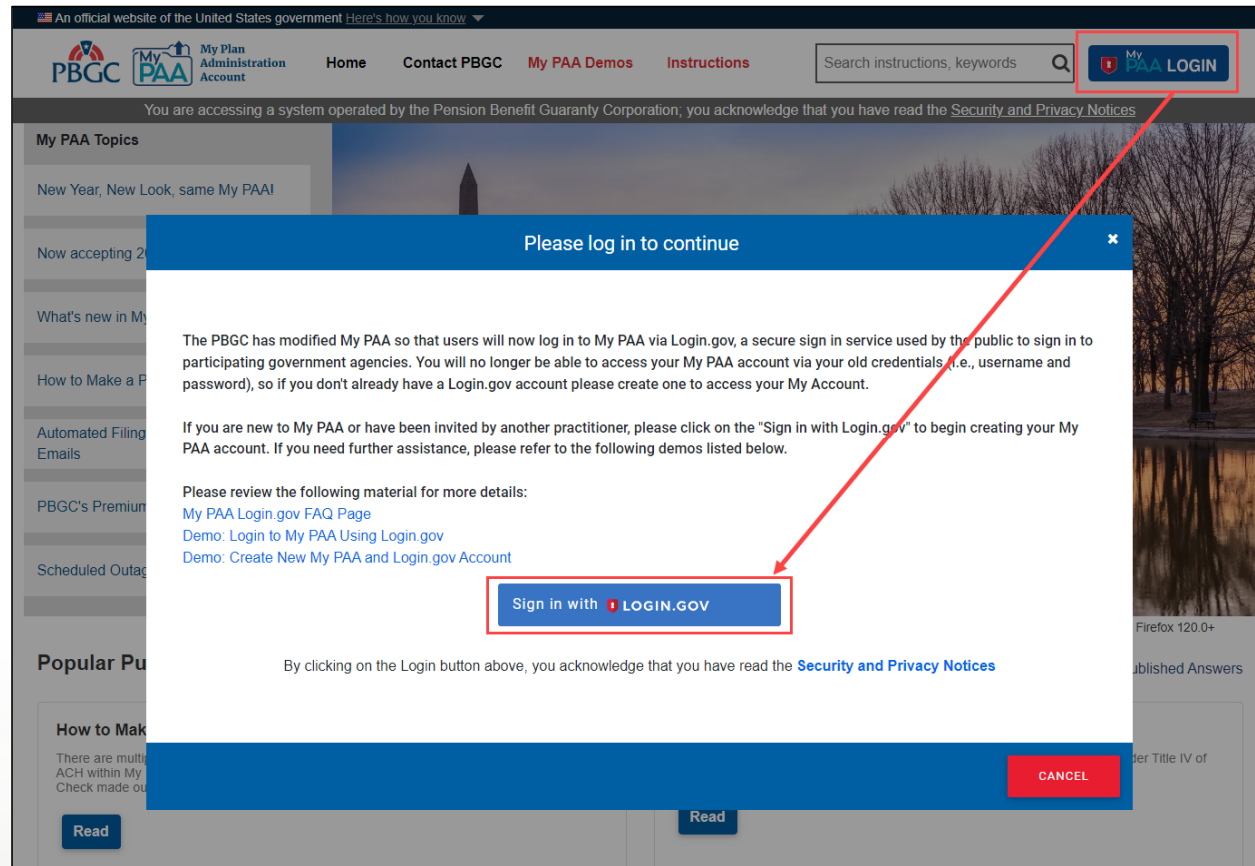 An official website of the United States government Here's how you know
PBGC
My PAA
My Plan
Administration
Account
Home Contact PBGC My PAA Demos Instructions
Search instructions, keywords
My PAA LOGIN
You are accessing a system operated by the Pension Benefit Guaranty Corporation; you acknowledge that you have read the Security and Privacy Notices
My PAA Topics
New Year, New Look, same My PAA!
Now accepting
What's new in
How to Make a
Automated Filing
Emails
PBGC's Premium
Scheduled
Please log in to continue
The PBGC has modified My PAA so that users will now log in to My PAA via Login.gov, a secure sign in service used by the public to sign in to
participating government agencies. You will no longer be able to access your My PAA account via your old credentials (i.e., username and
password), so if you don't already have a Login.gov account please create one to access your My Account.
If you are new to My PAA or have been invited by another practitioner, please click on the "Sign in with Login.gov" to begin creating your My
PAA account. If you need further assistance, please refer to the following demos listed below.
Please review the following material for more details:
My PAA Login.gov FAQ Page
Demo: Login to My PAA Using Login.gov
Demo: Create New My PAA and Login.gov Account
Sign in with LOGIN.GOV
By clicking on the Login button above, you acknowledge that you have read the Security and Privacy Notices
CANCEL
Firefox 120.0+
Popular
Answers
How to
There are
ACH within My
Check made
Read
Title IV of
Read